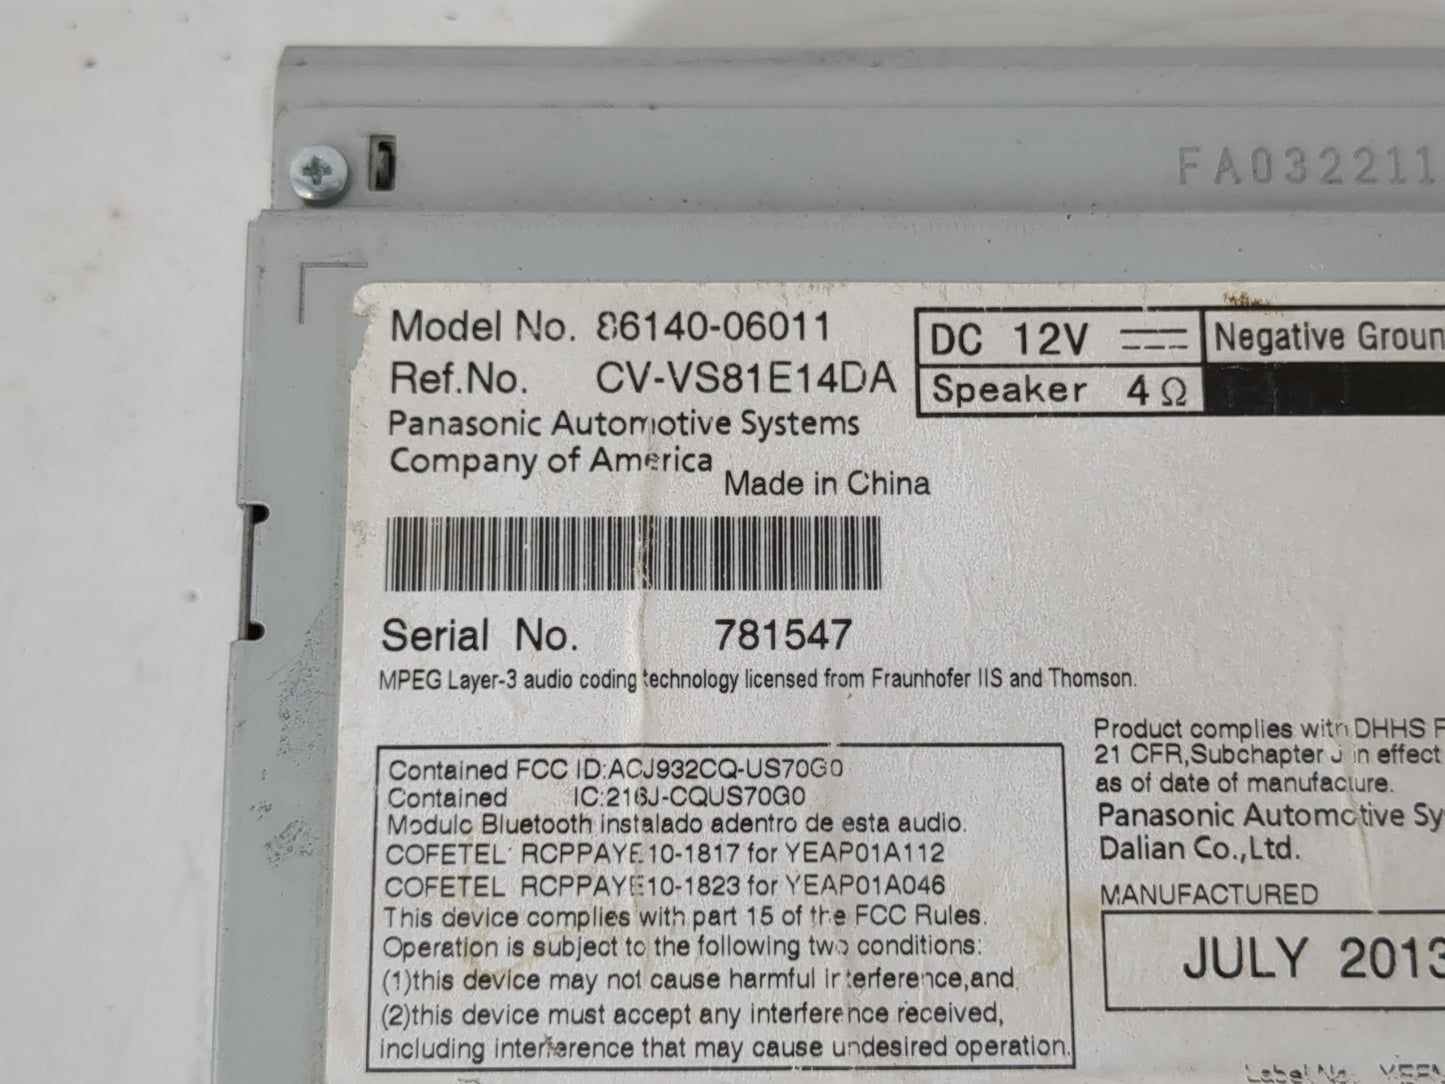 FA032211
Model No. 86140-06011
Ref.No. CV-VS81E14DA
Panasonic Automotive Systems
Company of America
Made in China
DC 12V Negative Groun
Speaker 4Ω
Serial No. 781547
MPEG Layer-3 audio coding technology licensed from Fraunhofer IIS and Thomson.
Contained FCC ID:ACJ932CQ-US70G0
Contained IC:216J-CQUS70G0
Modulo Bluetooth instalado adentro de esta audio.
COFETEL RCPPAYE10-1817 for YEAP01A112
COFETEL RCPPAYE10-1823 for YEAP01A046
This device complies with part 15 of the FCC Rules.
Operation is subject to the following two conditions:
(1)this device may not cause harmful interference,and
(2)this device must accept any interference received,
including interference that may cause undesired operation.
Product complies with DHHS F
21 CFR,Subchapter J in effect
as of date of manufacture.
Panasonic Automotive Sy
Dalian Co.,Ltd.
MANUFACTURED
JULY 2013
Label No.